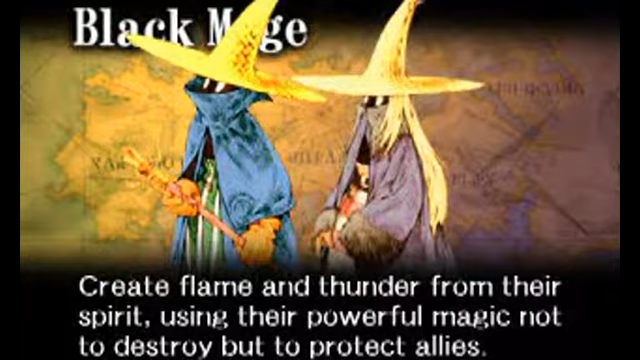 Black Mage
Create flame and thunder from their
spirit, using their powerful magic not
to destroy but to protect allies.